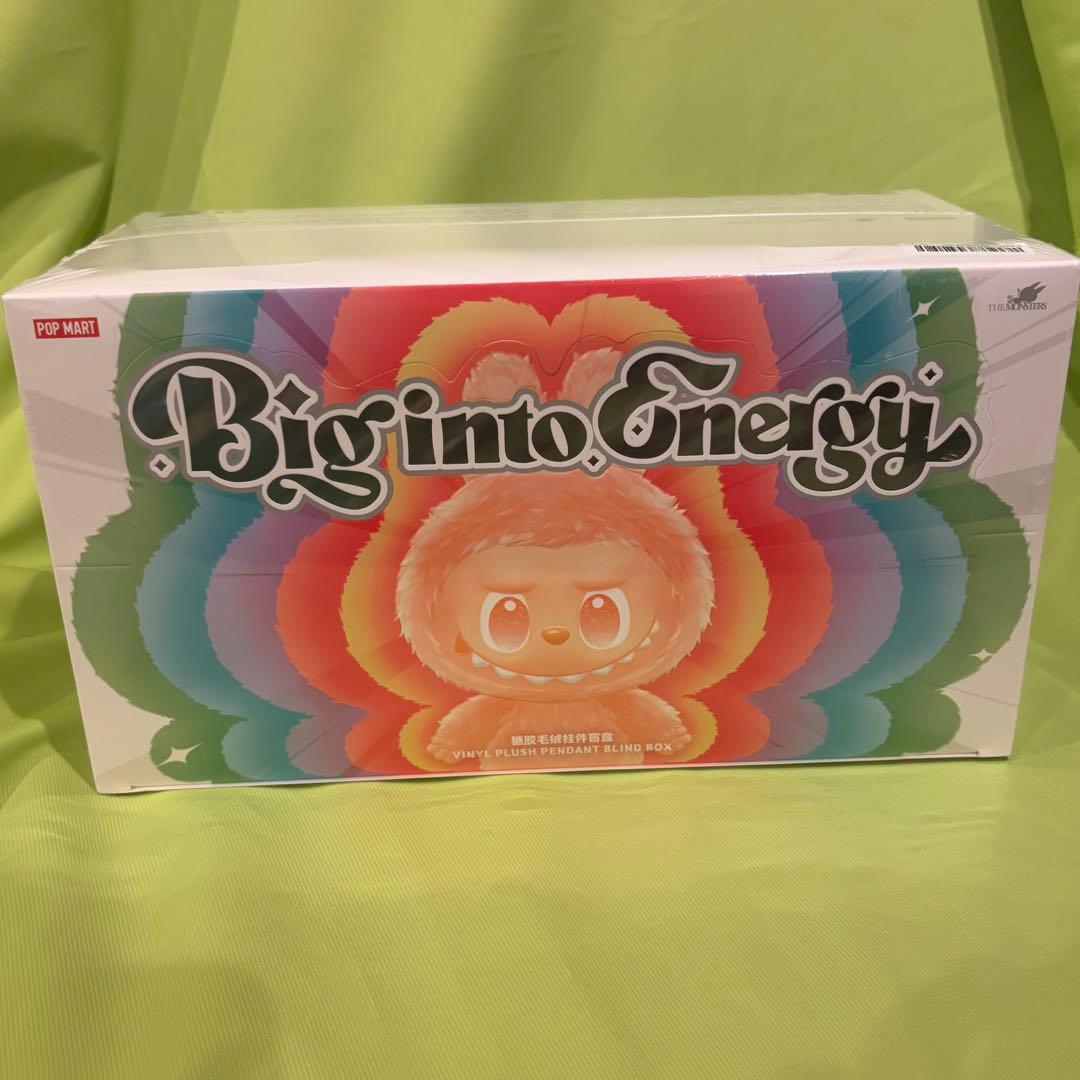 POP MART
THE MONSTERS
Big into Energy
糖胶毛绒挂件盲盒
VINYL PLUSH PENDANT BLIND BOX